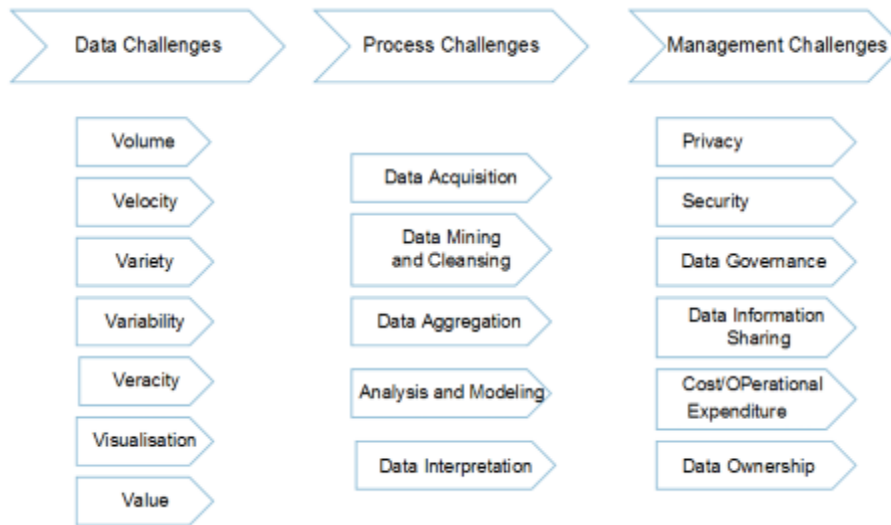 Data Challenges
Process Challenges
Management Challenges
Volume
Velocity
Variety
Variability
Veracity
Visualisation
Value
Data Acquisition
Data Mining
and Cleansing
Data Aggregation
Analysis and Modeling
Data Interpretation
Privacy
Security
Data Governance
Data Information
Sharing
Cost/OPerational
Expenditure
Data Ownership